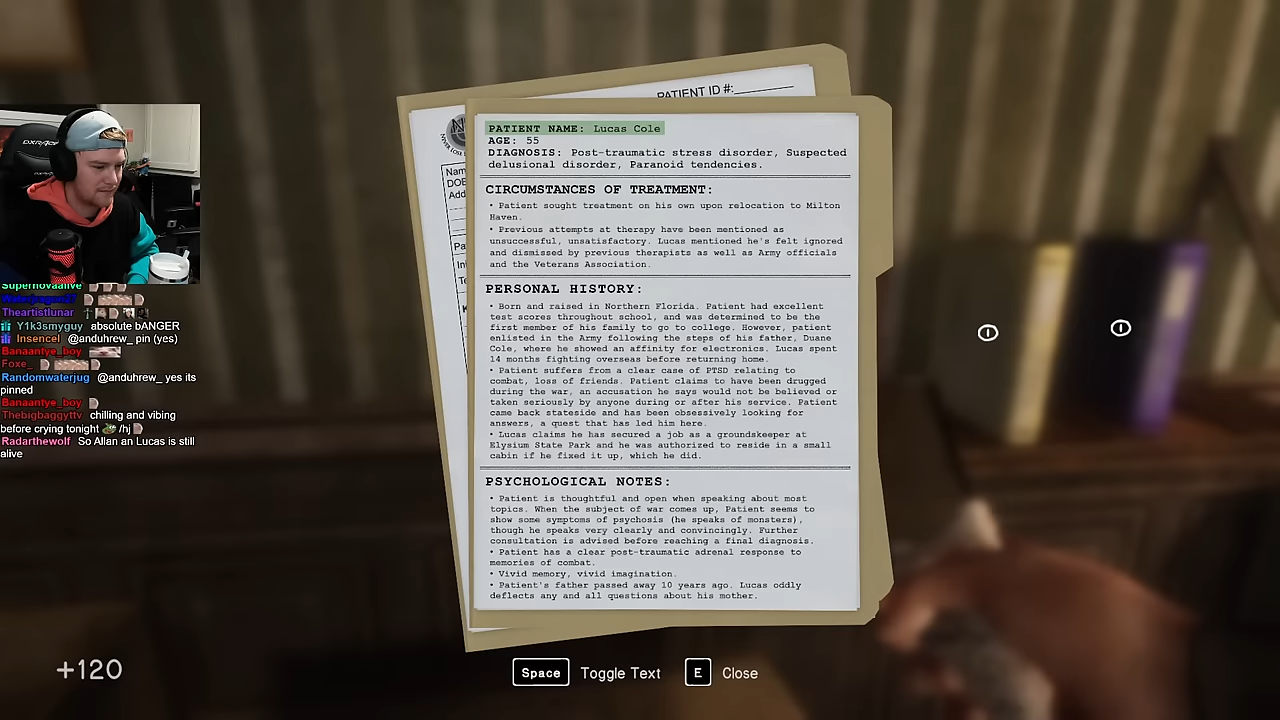 PATIENT ID #:
PATIENT NAME: Lucas Cole
AGE: 55
DIAGNOSIS: Post-traumatic stress disorder, Suspected
delusional disorder, Paranoid tendencies.
CIRCUMSTANCES OF TREATMENT:
• Patient sought treatment on his own upon relocation to Milton
Haven.
• Previous attempts at therapy have been mentioned as
unsuccessful, unsatisfactory. Lucas mentioned he's felt ignored
and dismissed by previous therapists as well as Army officials
and the Veterans Association.
PERSONAL HISTORY:
• Born and raised in Northern Florida. Patient had excellent
test scores throughout school, and was determined to be the
first member of his family to go to college. However, patient
enlisted in the Army following the steps of his father, Duane
Cole, where he showed an affinity for electronics. Lucas spent
14 months fighting overseas before returning home.
• Patient suffers from a clear case of PTSD relating to
combat, loss of friends. Patient claims to have been drugged
during the war, an accusation he says would not be believed or
taken seriously by anyone during or after his service. Patient
came back stateside and has been obsessively looking for
answers, a quest that has led him here.
• Lucas claims he has secured a job as a groundskeeper at
Elysium State Park and he was authorized to reside in a small
cabin if he fixed it up, which he did.
PSYCHOLOGICAL NOTES:
• Patient is thoughtful and open when speaking about most
topics. When the subject of war comes up, Patient seems to
show some symptoms of psychosis (he speaks of monsters),
though he speaks very clearly and convincingly. Further
consultation is advised before reaching a final diagnosis.
• Patient has a clear post-traumatic adrenal response to
memories of combat.
• Vivid memory, vivid imagination.
• Patient's father passed away 10 years ago. Lucas oddly
deflects any and all questions about his mother.
Nam
DOE
Add
Pa
DXRACER
Supernovaalive
Theartistlunar
Y1k3smyguy absolute bANGER
Insencel @anduhrew_ pin (yes)
Banaantye_boy
Foxe_
Randomwaterjug @anduhrew_ yes its
pinned
Banaantye_boy
Thebigbaggyttv chilling and vibing
before crying tonight /hj
Radarthewolf So Allan an Lucas is still
alive
+120
Space Toggle Text E Close